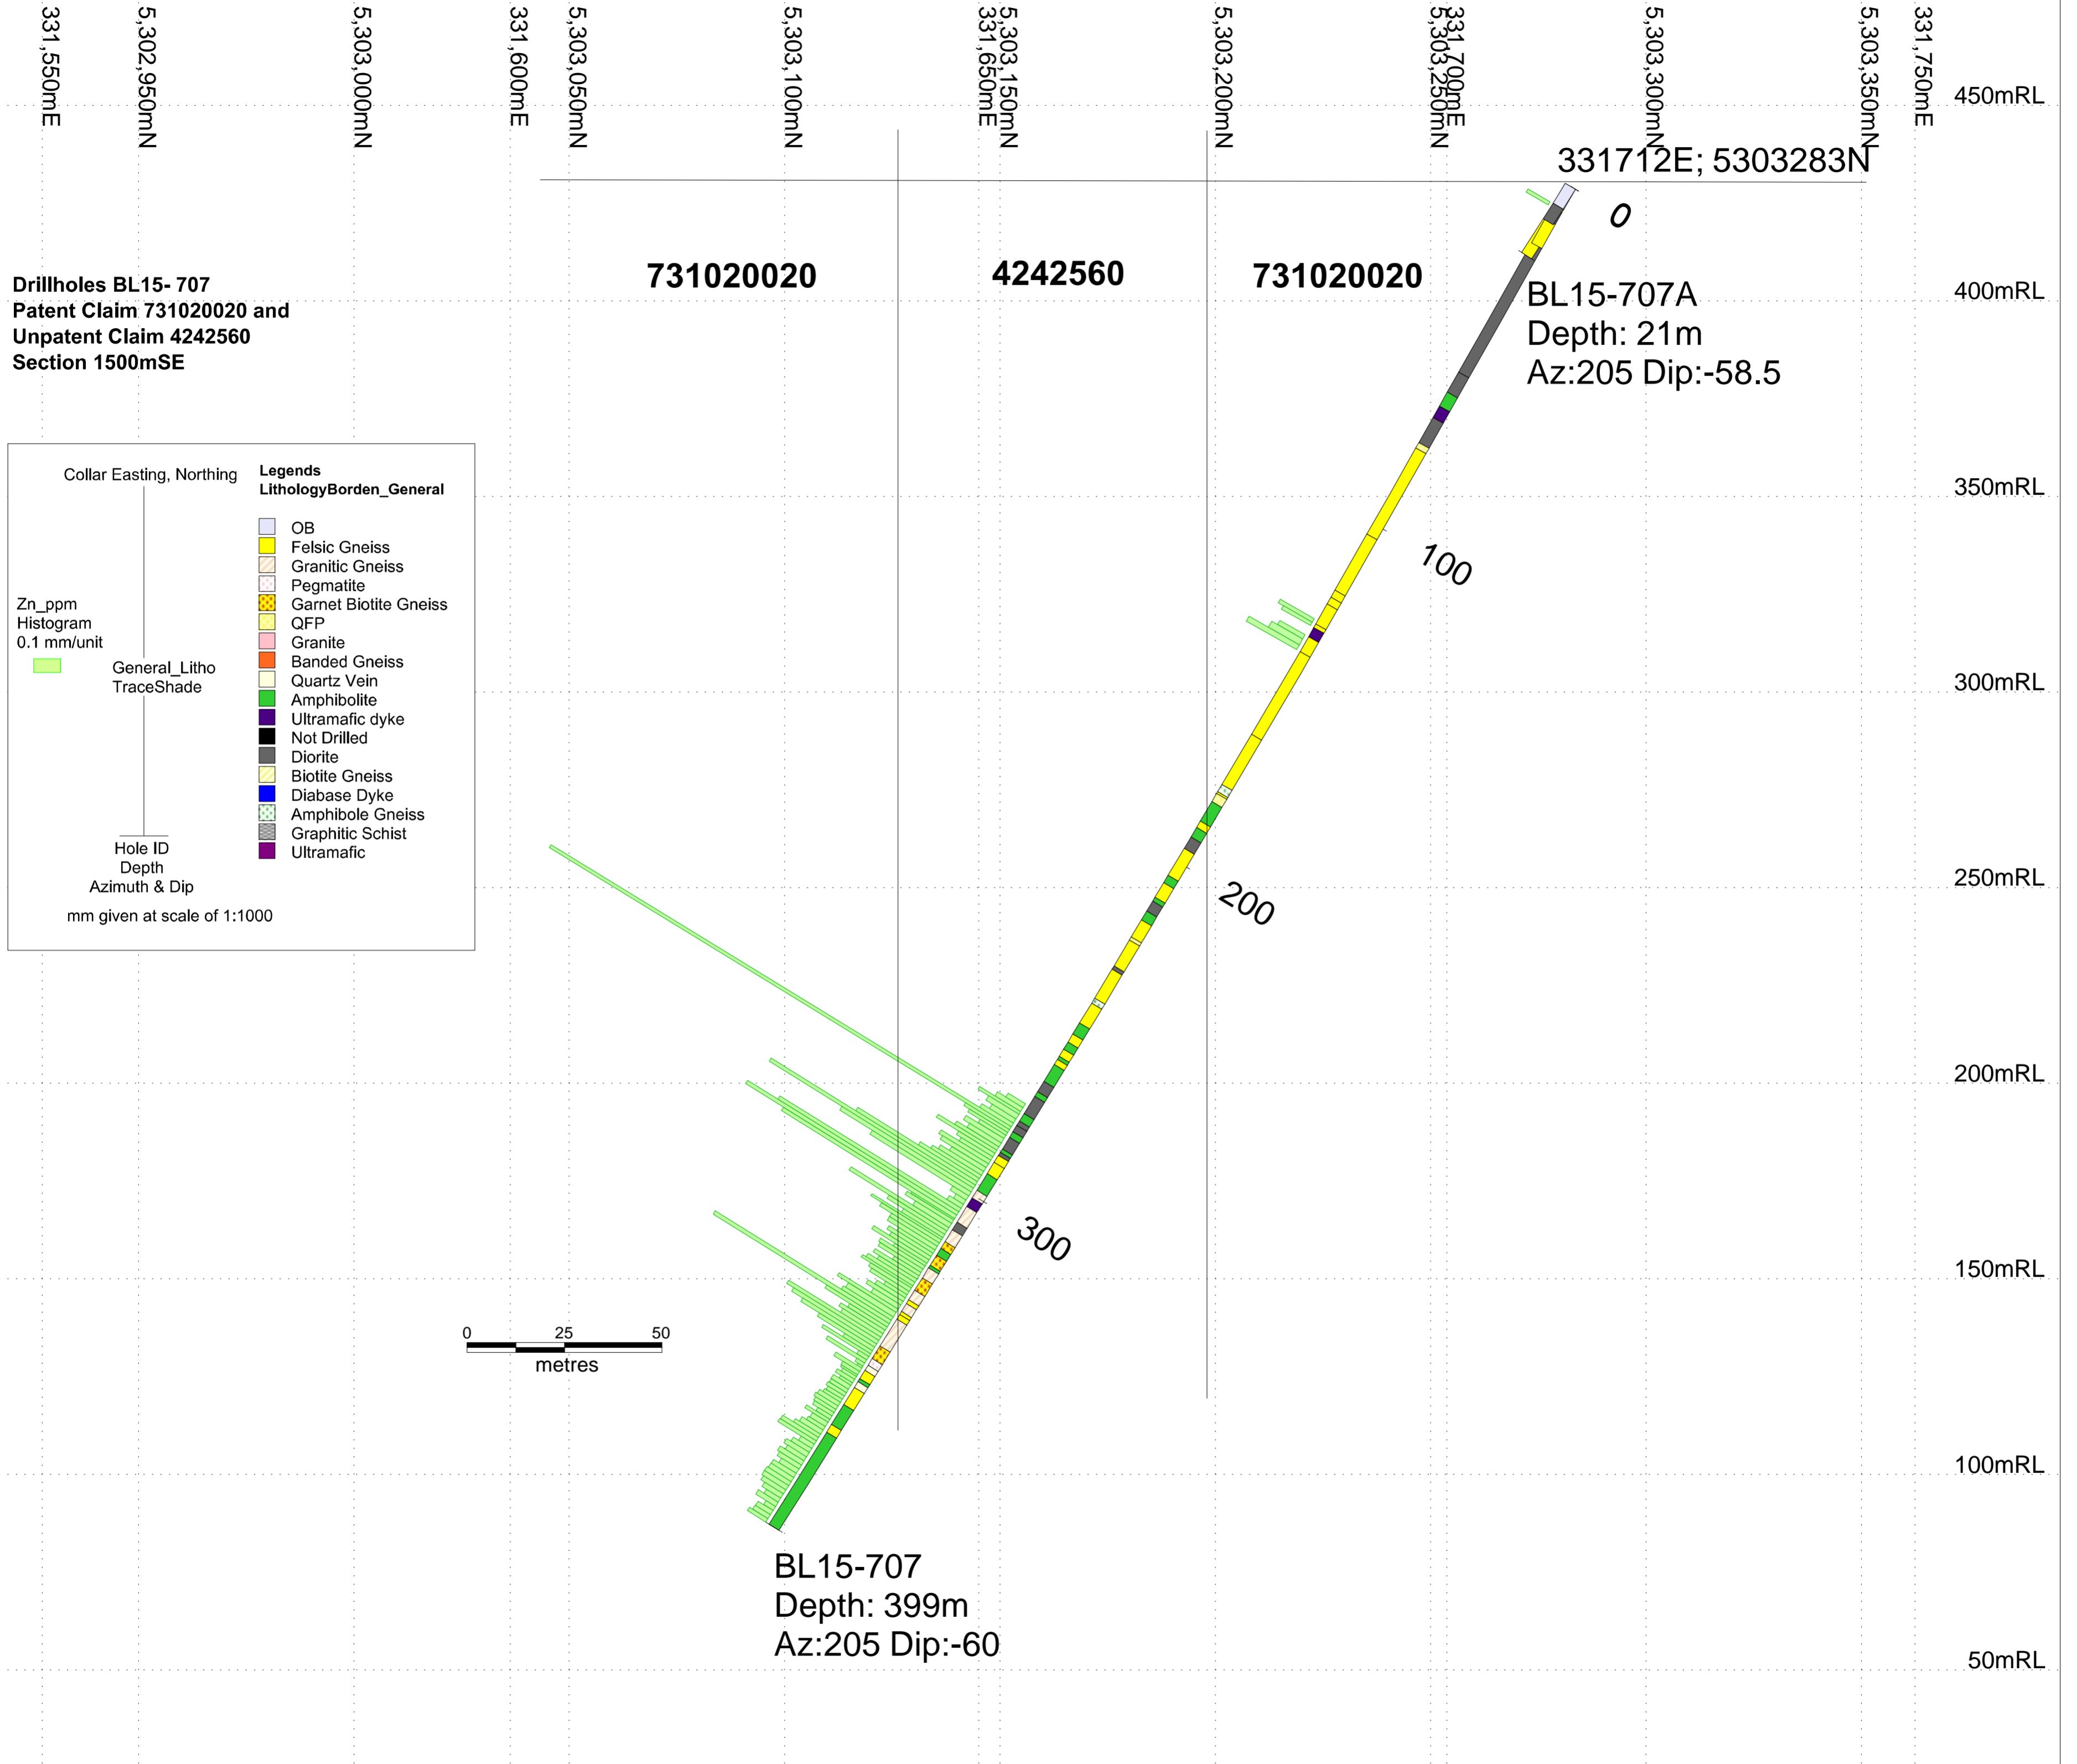 331,550mE
5,302,950mN
5,303,000mN
331,600mE
5,303,050mN
5,303,100mN
331,650mE
5,303,150mN
5,303,200mN
5,303,250mN
331,700mE
5,303,300mN
5,303,350mN
331,750mE
450mRL
331712E; 5303283N
0
731020020
4242560
731020020
Drillholes BL15- 707
Patent Claim 731020020 and
Unpatent Claim 4242560
Section 1500mSE
400mRL
BL15-707A
Depth: 21m
Az:205 Dip:-58.5
Collar Easting, Northing
Zn_ppm
Histogram
0.1 mm/unit
General_Litho
TraceShade
Hole ID
Depth
Azimuth & Dip
mm given at scale of 1:1000
Legends
LithologyBorden_General
OB
Felsic Gneiss
Granitic Gneiss
Pegmatite
Garnet Biotite Gneiss
QFP
Granite
Banded Gneiss
Quartz Vein
Amphibolite
Ultramafic dyke
Not Drilled
Diorite
Biotite Gneiss
Diabase Dyke
Amphibole Gneiss
Graphitic Schist
Ultramafic
350mRL
100
300mRL
250mRL
200
200mRL
300
150mRL
0 25 50
metres
100mRL
BL15-707
Depth: 399m
Az:205 Dip:-60
50mRL